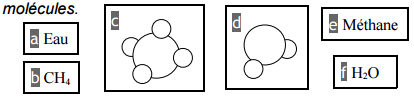 molécules.
a Eau
b CH₄
c
d
e Méthane
f H₂O